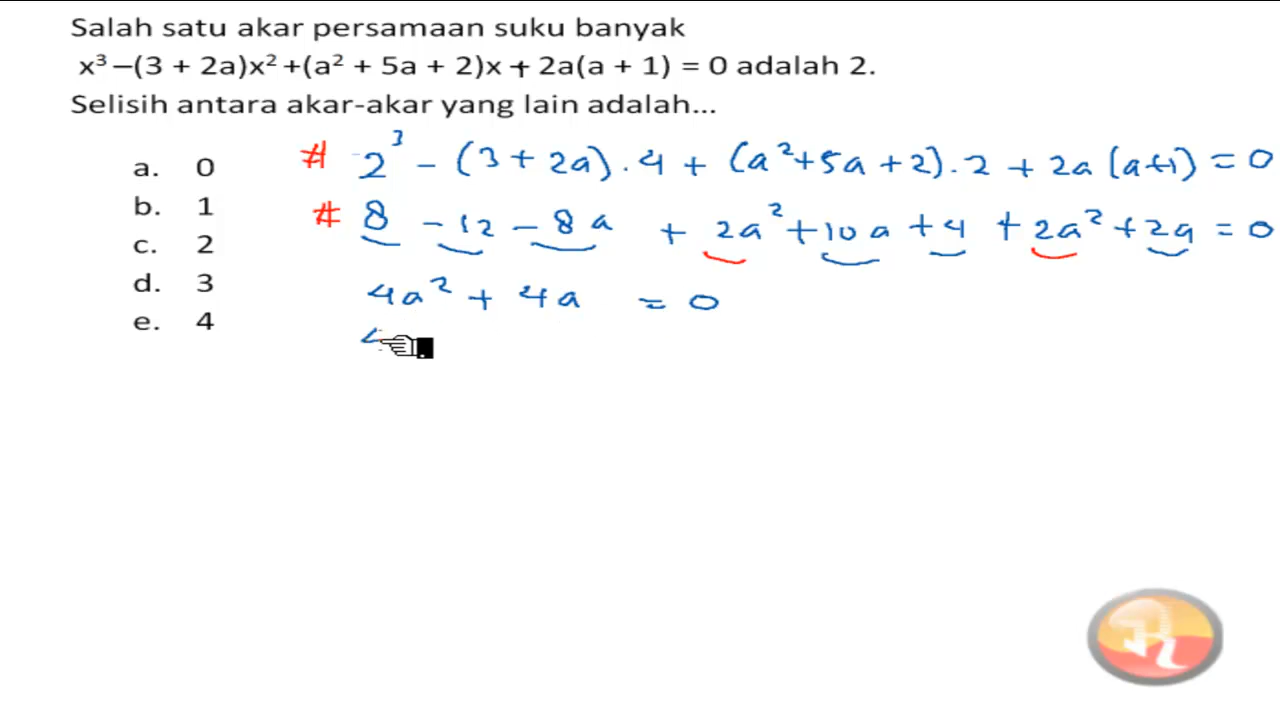 Salah satu akar persamaan suku banyak
x³ –(3 + 2a)x² +(a² + 5a + 2)x + 2a(a + 1) = 0 adalah 2.
Selisih antara akar-akar yang lain adalah...
a. 0
b. 1
c. 2
d. 3
e. 4
# 2³ - (3 + 2a) . 4 + (a² + 5a + 2) . 2 + 2a (a+1) = 0
# 8 - 12 - 8a + 2a² + 10a + 4 + 2a² + 2a = 0
4a² + 4a = 0